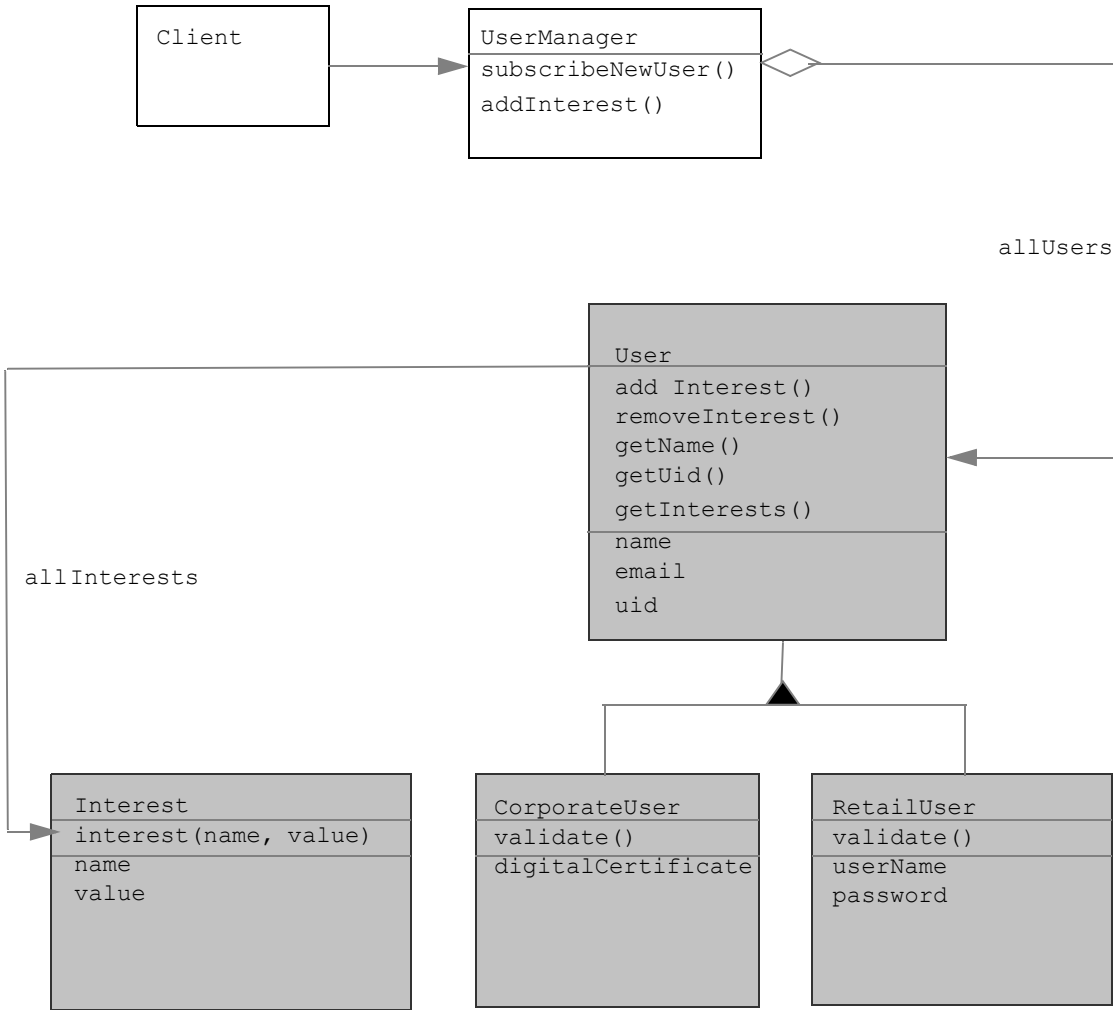 Client
UserManager
subscribeNewUser()
addInterest()
allUsers
User
add Interest()
removeInterest()
getName()
getUid()
getInterests()
name
email
uid
allInterests
Interest
interest(name, value)
name
value
CorporateUser
validate()
digitalCertificate
RetailUser
validate()
userName
password